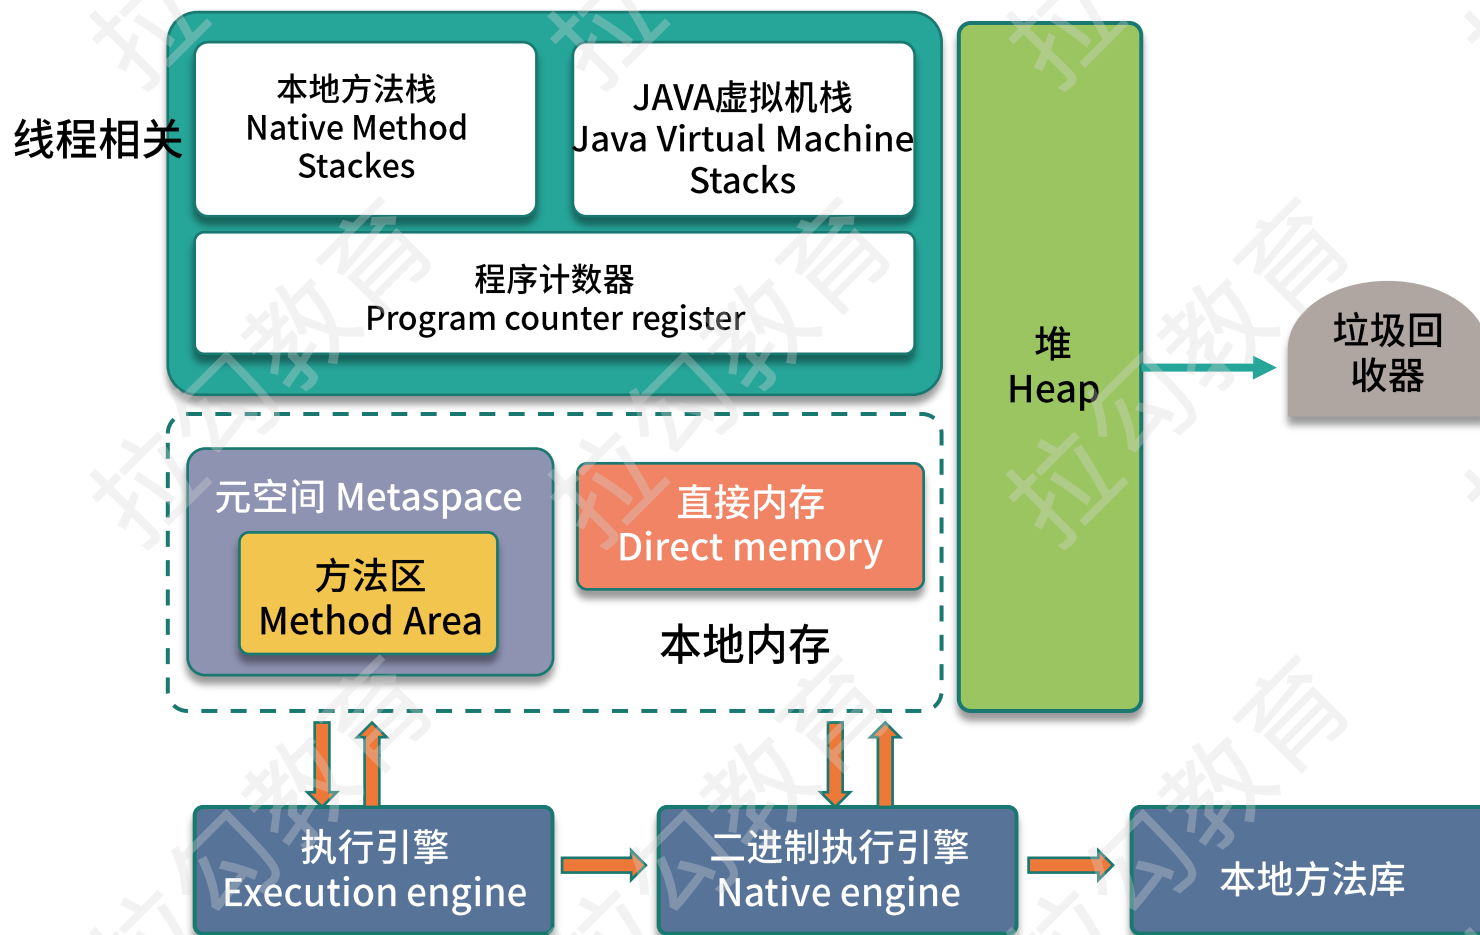 线程相关
本地方法栈
Native Method
Stackes
JAVA虚拟机栈
Java Virtual Machine
Stacks
程序计数器
Program counter register
堆
Heap
垃圾回
收器
元空间 Metaspace
方法区
Method Area
直接内存
Direct memory
本地内存
执行引擎
Execution engine
二进制执行引擎
Native engine
本地方法库
拉勾教育